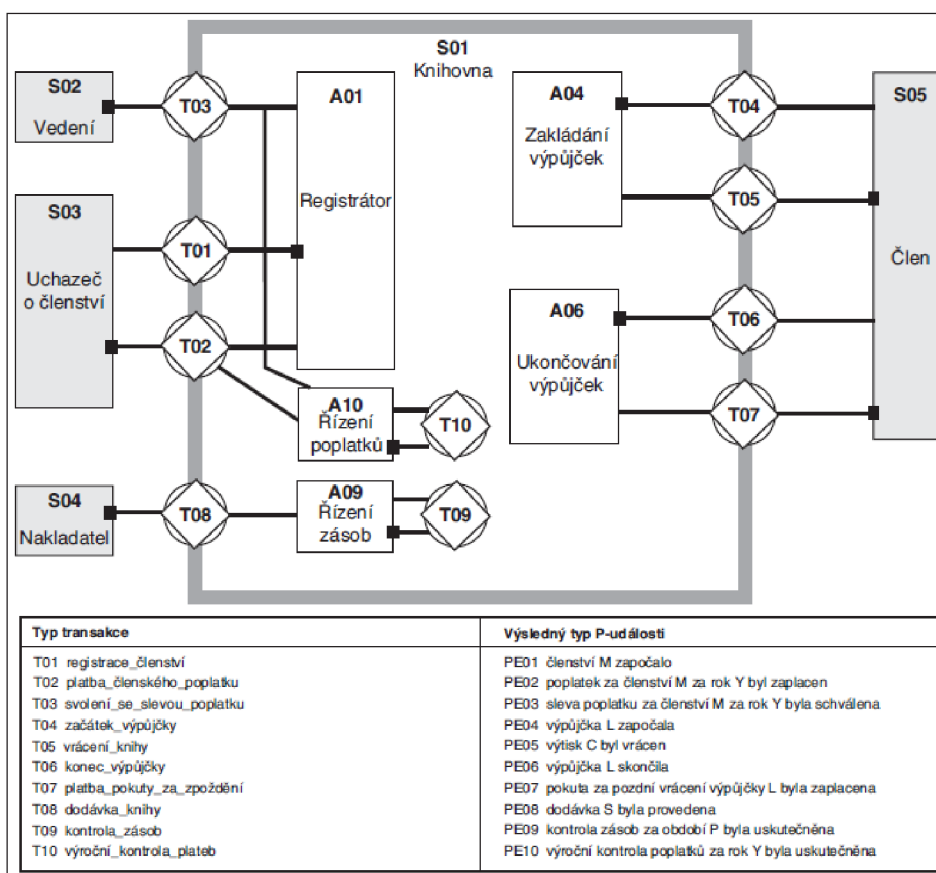 S01
Knihovna
S02
Vedení
T03
A01
Registrátor
A04
Zakládání
výpůjček
T04
S05
Člen
T05
S03
Uchazeč
o členství
T01
T02
A06
Ukončování
výpůjček
T06
T07
A10
Řízení
poplatků
T10
S04
Nakladatel
T08
A09
Řízení
zásob
T09
Typ transakce
T01 registrace_členství
T02 platba_členského_poplatku
T03 svolení_se_slevou_poplatku
T04 začátek_výpůjčky
T05 vrácení_knihy
T06 konec_výpůjčky
T07 platba_pokuty_za_zpoždění
T08 dodávka_knihy
T09 kontrola_zásob
T10 výroční_kontrola_plateb
Výsledný typ P-události
PE01 členství M započalo
PE02 poplatek za členství M za rok Y byl zaplacen
PE03 sleva poplatku za členství M za rok Y byla schválena
PE04 výpůjčka L započala
PE05 výtisk C byl vrácen
PE06 výpůjčka L skončila
PE07 pokuta za pozdní vrácení výpůjčky L byla zaplacena
PE08 dodávka S byla provedena
PE09 kontrola zásob za období P byla uskutečněna
PE10 výroční kontrola poplatků za rok Y byla uskutečněna